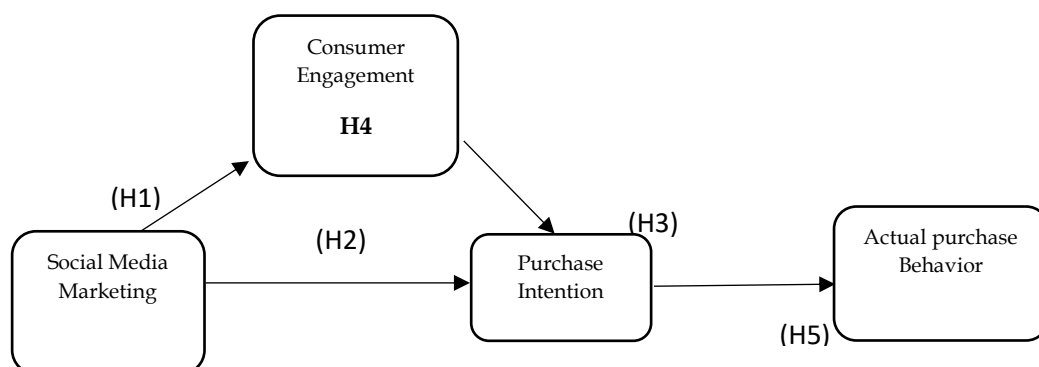 Consumer
Engagement
H4
(H1)
(H2)
(H3)
Social Media
Marketing
Purchase
Intention
Actual purchase
Behavior
(H5)